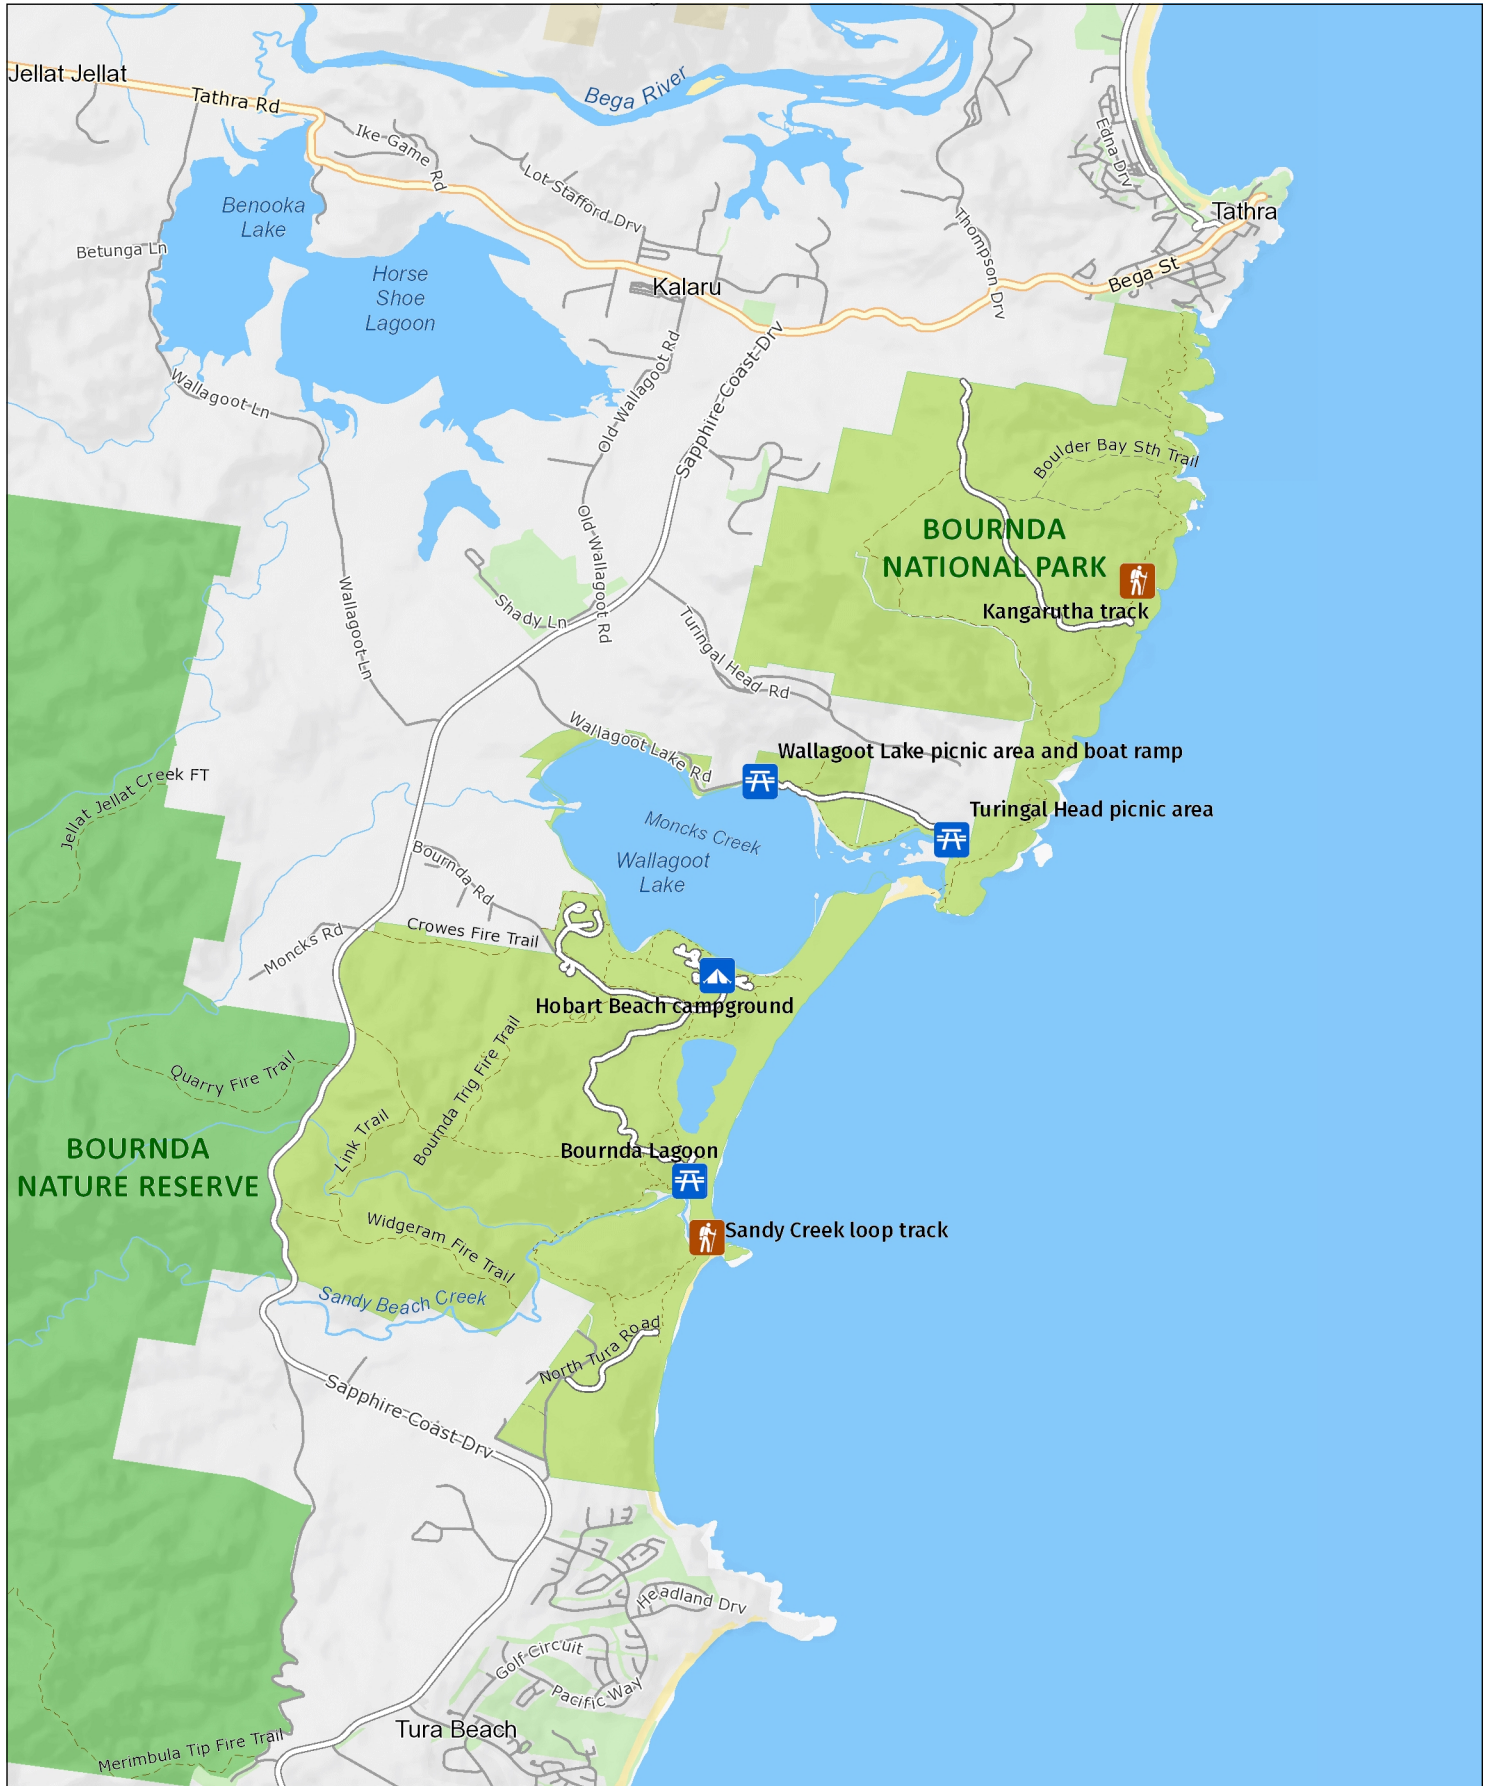 Jellat Jellat
Tathra Rd
Bega River
Ike Game Rd
Lot Stafford Drv
Edna Drv
Tathra
Benooka
Lake
Betunga Ln
Thompson Drv
Horse
Shoe
Lagoon
Kalaru
Bega St
Wallagoot Ln
Old Wallagoot Rd
Sapphire Coast Drv
Boulder Bay Sth Trail
BOURNDA
NATIONAL PARK
Kangarutha track
Old Wallagoot Rd
Shady Ln
Wallagoot Ln
Turingal Head Rd
Wallagoot Lake Rd
Wallagoot Lake picnic area and boat ramp
Jellat Jellat Creek FT
Turingal Head picnic area
Moncks Creek
Wallagoot
Lake
Bournda Rd
Crowes Fire Trail
Moncks Rd
Hobart Beach campground
Quarry Fire Trail
Bournda Trig Fire Trail
Link Trail
BOURNDA
NATURE RESERVE
Bournda Lagoon
Widgeram Fire Trail
Sandy Creek loop track
Sandy Beach Creek
North Tura Road
Sapphire Coast Drv
Headland Drv
Golf Circuit
Pacific Way
Tura Beach
Merimbula Tip Fire Trail